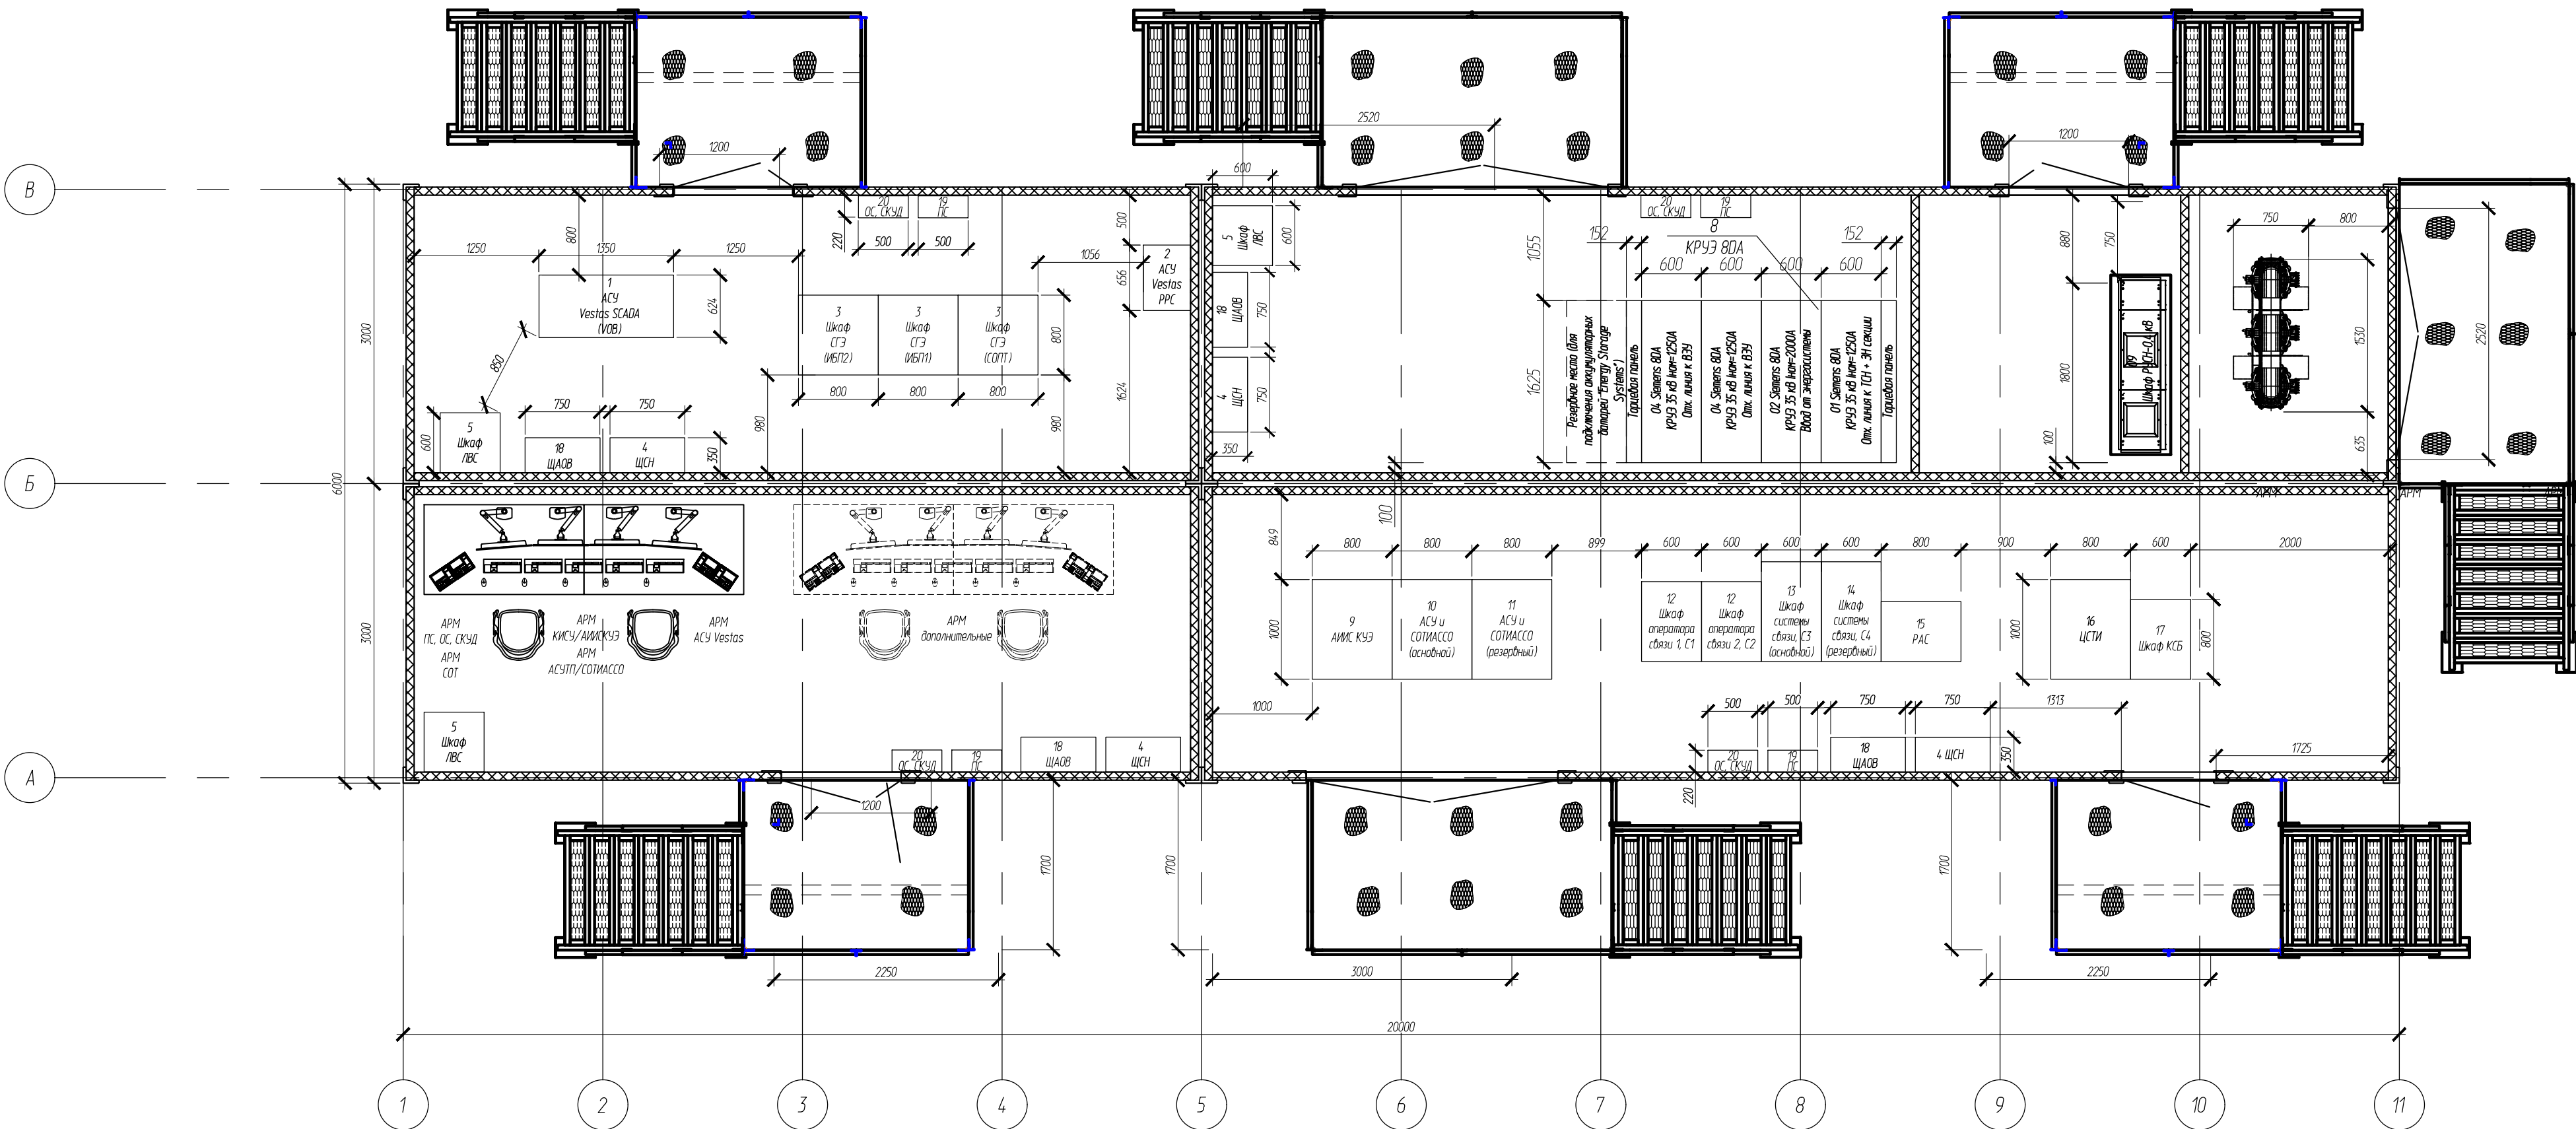 2520
1200
1200
600
В
Б
А
6000
3000
3000
1250
1350
1250
800
1
АСУ
Vestas SCADA
(VOB)
624
850
5
Шкаф
ЛВС
600
750
750
18
ЩАОВ
4
ЩСН
350
220
20
ОС, СКУД
19
ПС
500
500
3
Шкаф
СГЭ
(ИБП2)
3
Шкаф
СГЭ
(ИБП1)
3
Шкаф
СГЭ
(СОПТ)
800
800
800
800
980
980
1056
500
656
1624
2
АСУ
Vestas
PPC
5
Шкаф
ЛВС
600
18
ЩАОВ
750
4
ЩСН
750
350
1055
1625
152
20
ОС, СКУД
19
ПС
8
КРУЭ 8DA
152
600
600
600
600
Резервное место (для
подключения аккумуляторных
батарей "Energy Storage
Systems")
Торцевая панель
04 Siemens 8DA
КРУЭ 35 кВ Iном=1250А
Отх. линия к ВЭУ
04 Siemens 8DA
КРУЭ 35 кВ Iном=1250А
Отх. линия к ВЭУ
02 Siemens 8DA
КРУЭ 35 кВ Iном=2000А
Ввод от энергосистемы
01 Siemens 8DA
КРУЭ 35 кВ Iном=1250А
Отх. линия к ТСН + ЗН секции
Торцевая панель
880
750
1800
100
Шкаф РУСН-0,4 кВ
750
800
1530
635
2520
АРМ
АРМ
100
АРМ
ПС, ОС, СКУД
АРМ
СОТ
АРМ
КИСУ/АИИСКУЭ
АРМ
АСУТП/СОТИАССО
АРМ
АСУ Vestas
АРМ
дополнительные
5
Шкаф
ЛВС
20
ОС, СКУД
19
ПС
18
ЩАОВ
4
ЩСН
849
800
800
800
899
600
600
600
600
800
900
800
600
2000
1000
9
АИИС КУЭ
10
АСУ и
СОТИАССО
(основной)
11
АСУ и
СОТИАССО
(резервный)
12
Шкаф
оператора
связи 1, С1
12
Шкаф
оператора
связи 2, С2
13
Шкаф
системы
связи, С3
(основной)
14
Шкаф
системы
связи, С4
(резервный)
15
РАС
1000
16
ЦСТИ
17
Шкаф КСБ
800
1000
500
500
750
750
1313
20
ОС, СКУД
19
ПС
18
ЩАОВ
4 ЩСН
350
220
1725
1200
1700
1700
1700
2250
3000
2250
20000
1
2
3
4
5
6
7
8
9
10
11